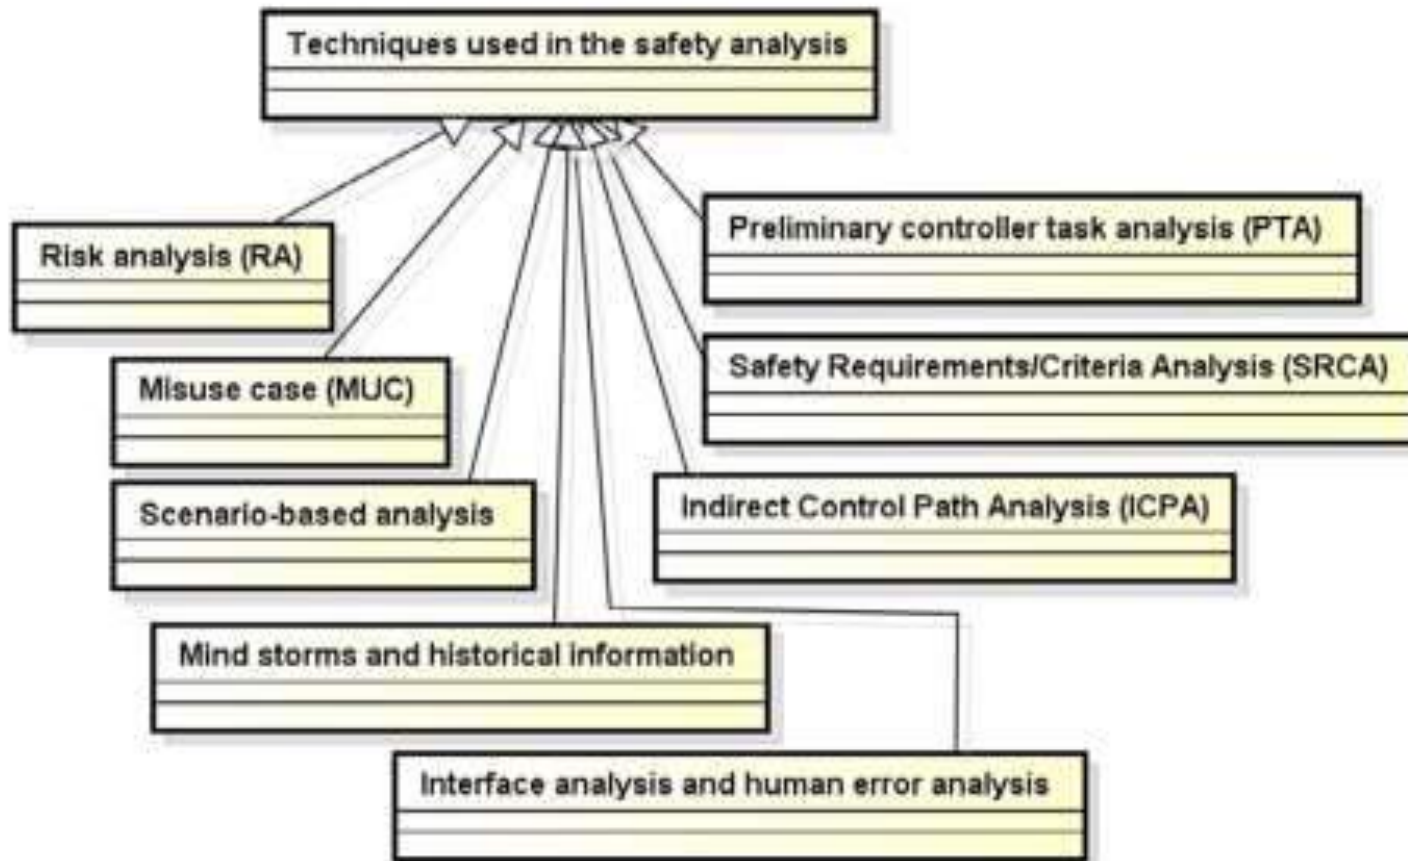 Techniques used in the safety analysis
Risk analysis (RA)
Preliminary controller task analysis (PTA)
Misuse case (MUC)
Safety Requirements/Criteria Analysis (SRCA)
Scenario-based analysis
Indirect Control Path Analysis (ICPA)
Mind storms and historical information
Interface analysis and human error analysis